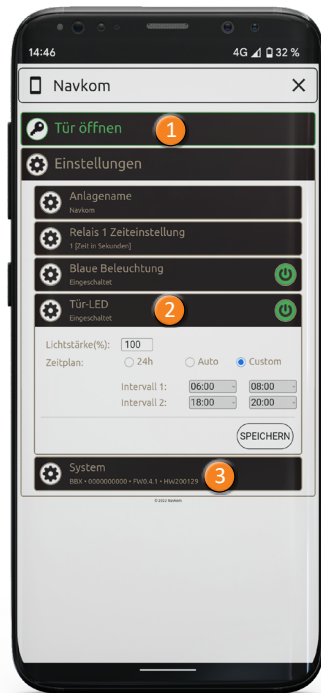 14:46 4G 32 %
Navkom ×
Tür öffnen 1
Einstellungen
Anlagename
Navkom
Relais 1 Zeiteinstellung
1 [Zeit in Sekunden]
Blaue Beleuchtung
Eingeschaltet
Tür-LED 2
Eingeschaltet
Lichtstärke(%): 100
Zeitplan: 24h Auto Custom
Intervall 1: 06:00 08:00
Intervall 2: 18:00 20:00
SPEICHERN
System 3
BBX • 0000000000 • FW0.4.1 • HW200129
© 2022 Navkom